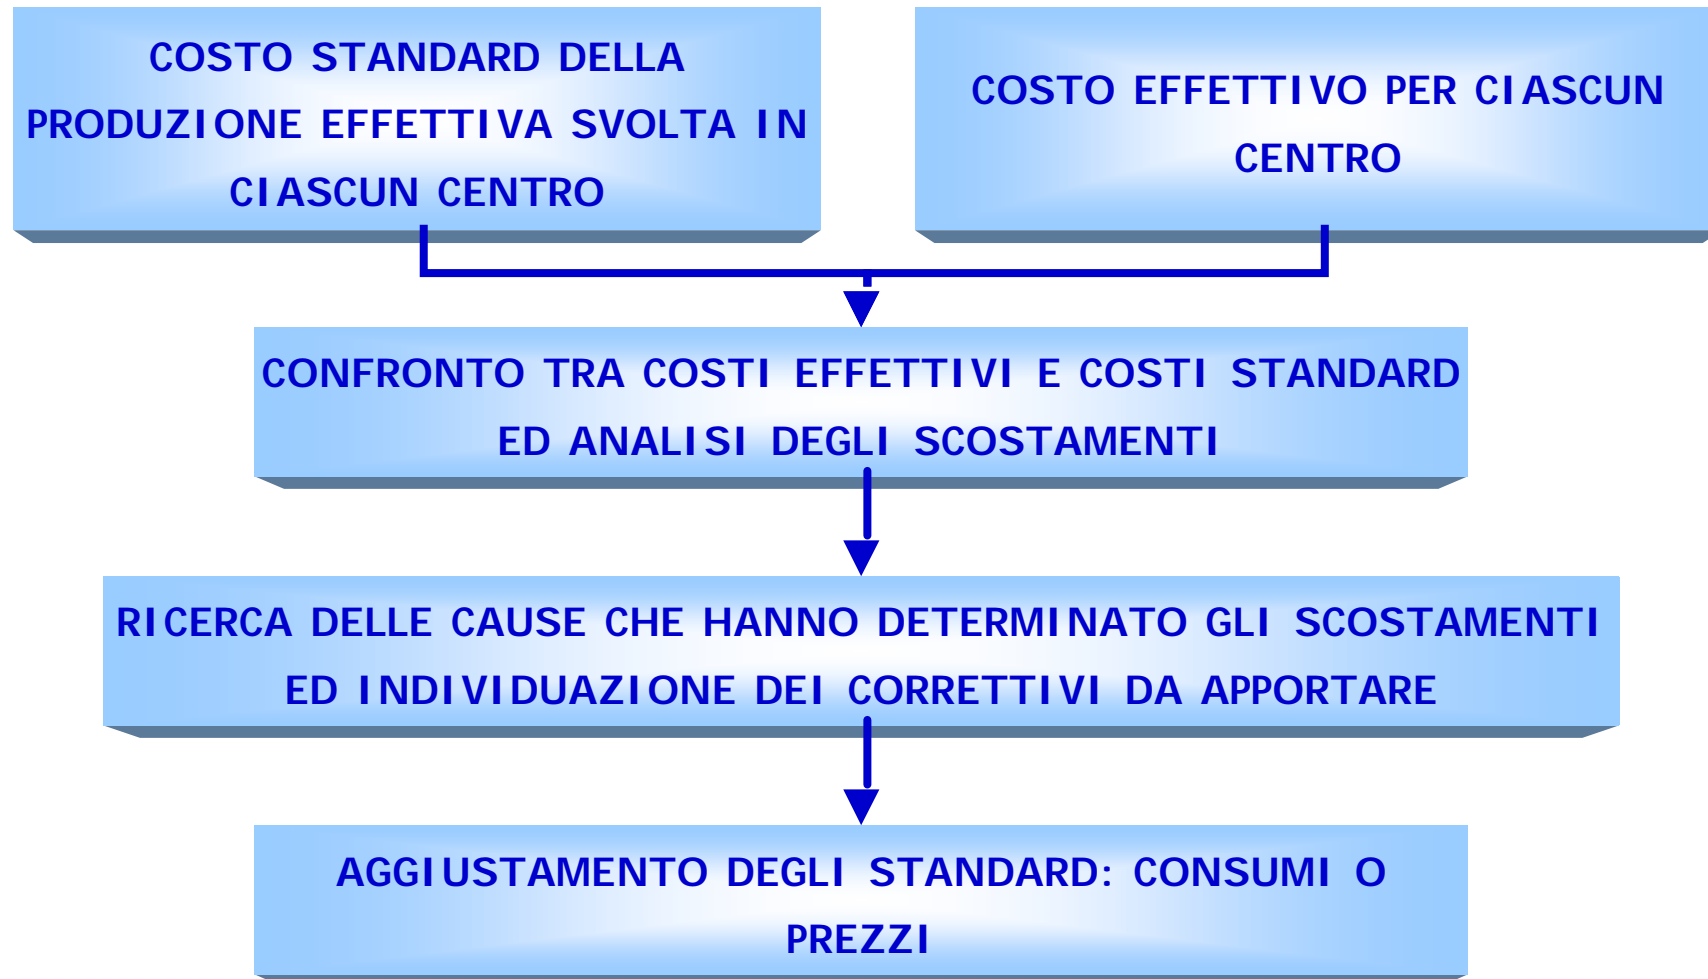 COSTO STANDARD DELLA
PRODUZIONE EFFETTIVA SVOLTA IN
CIASCUN CENTRO
COSTO EFFETTIVO PER CIASCUN
CENTRO
CONFRONTO TRA COSTI EFFETTIVI E COSTI STANDARD
ED ANALISI DEGLI SCOSTAMENTI
RICERCA DELLE CAUSE CHE HANNO DETERMINATO GLI SCOSTAMENTI
ED INDIVIDUAZIONE DEI CORRETTIVI DA APPORTARE
AGGIUSTAMENTO DEGLI STANDARD: CONSUMI O
PREZZI